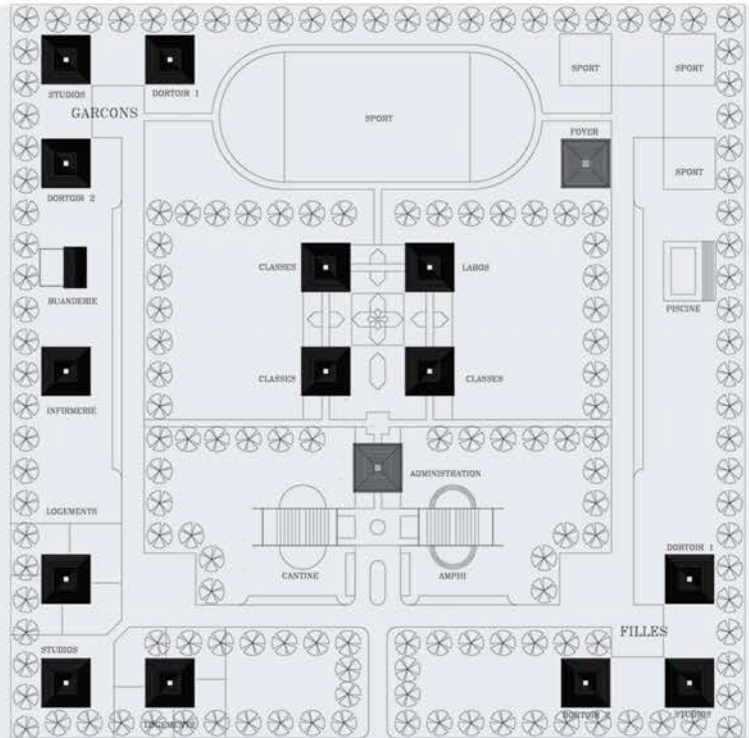 STUDIOS
DORTOIR 1
GARCONS
SPORT
SPORT
SPORT
FOYER
DORTOIR 2
SPORT
CLASSES
LABOS
BUANDERIE
PISCINE
CLASSES
CLASSES
INFIRMERIE
ADMINISTRATION
LOGEMENTS
DORTOIR 1
CANTINE
AMPHI
FILLES
STUDIOS
LOGEMENTS
DORTOIR 2
STUDIOS